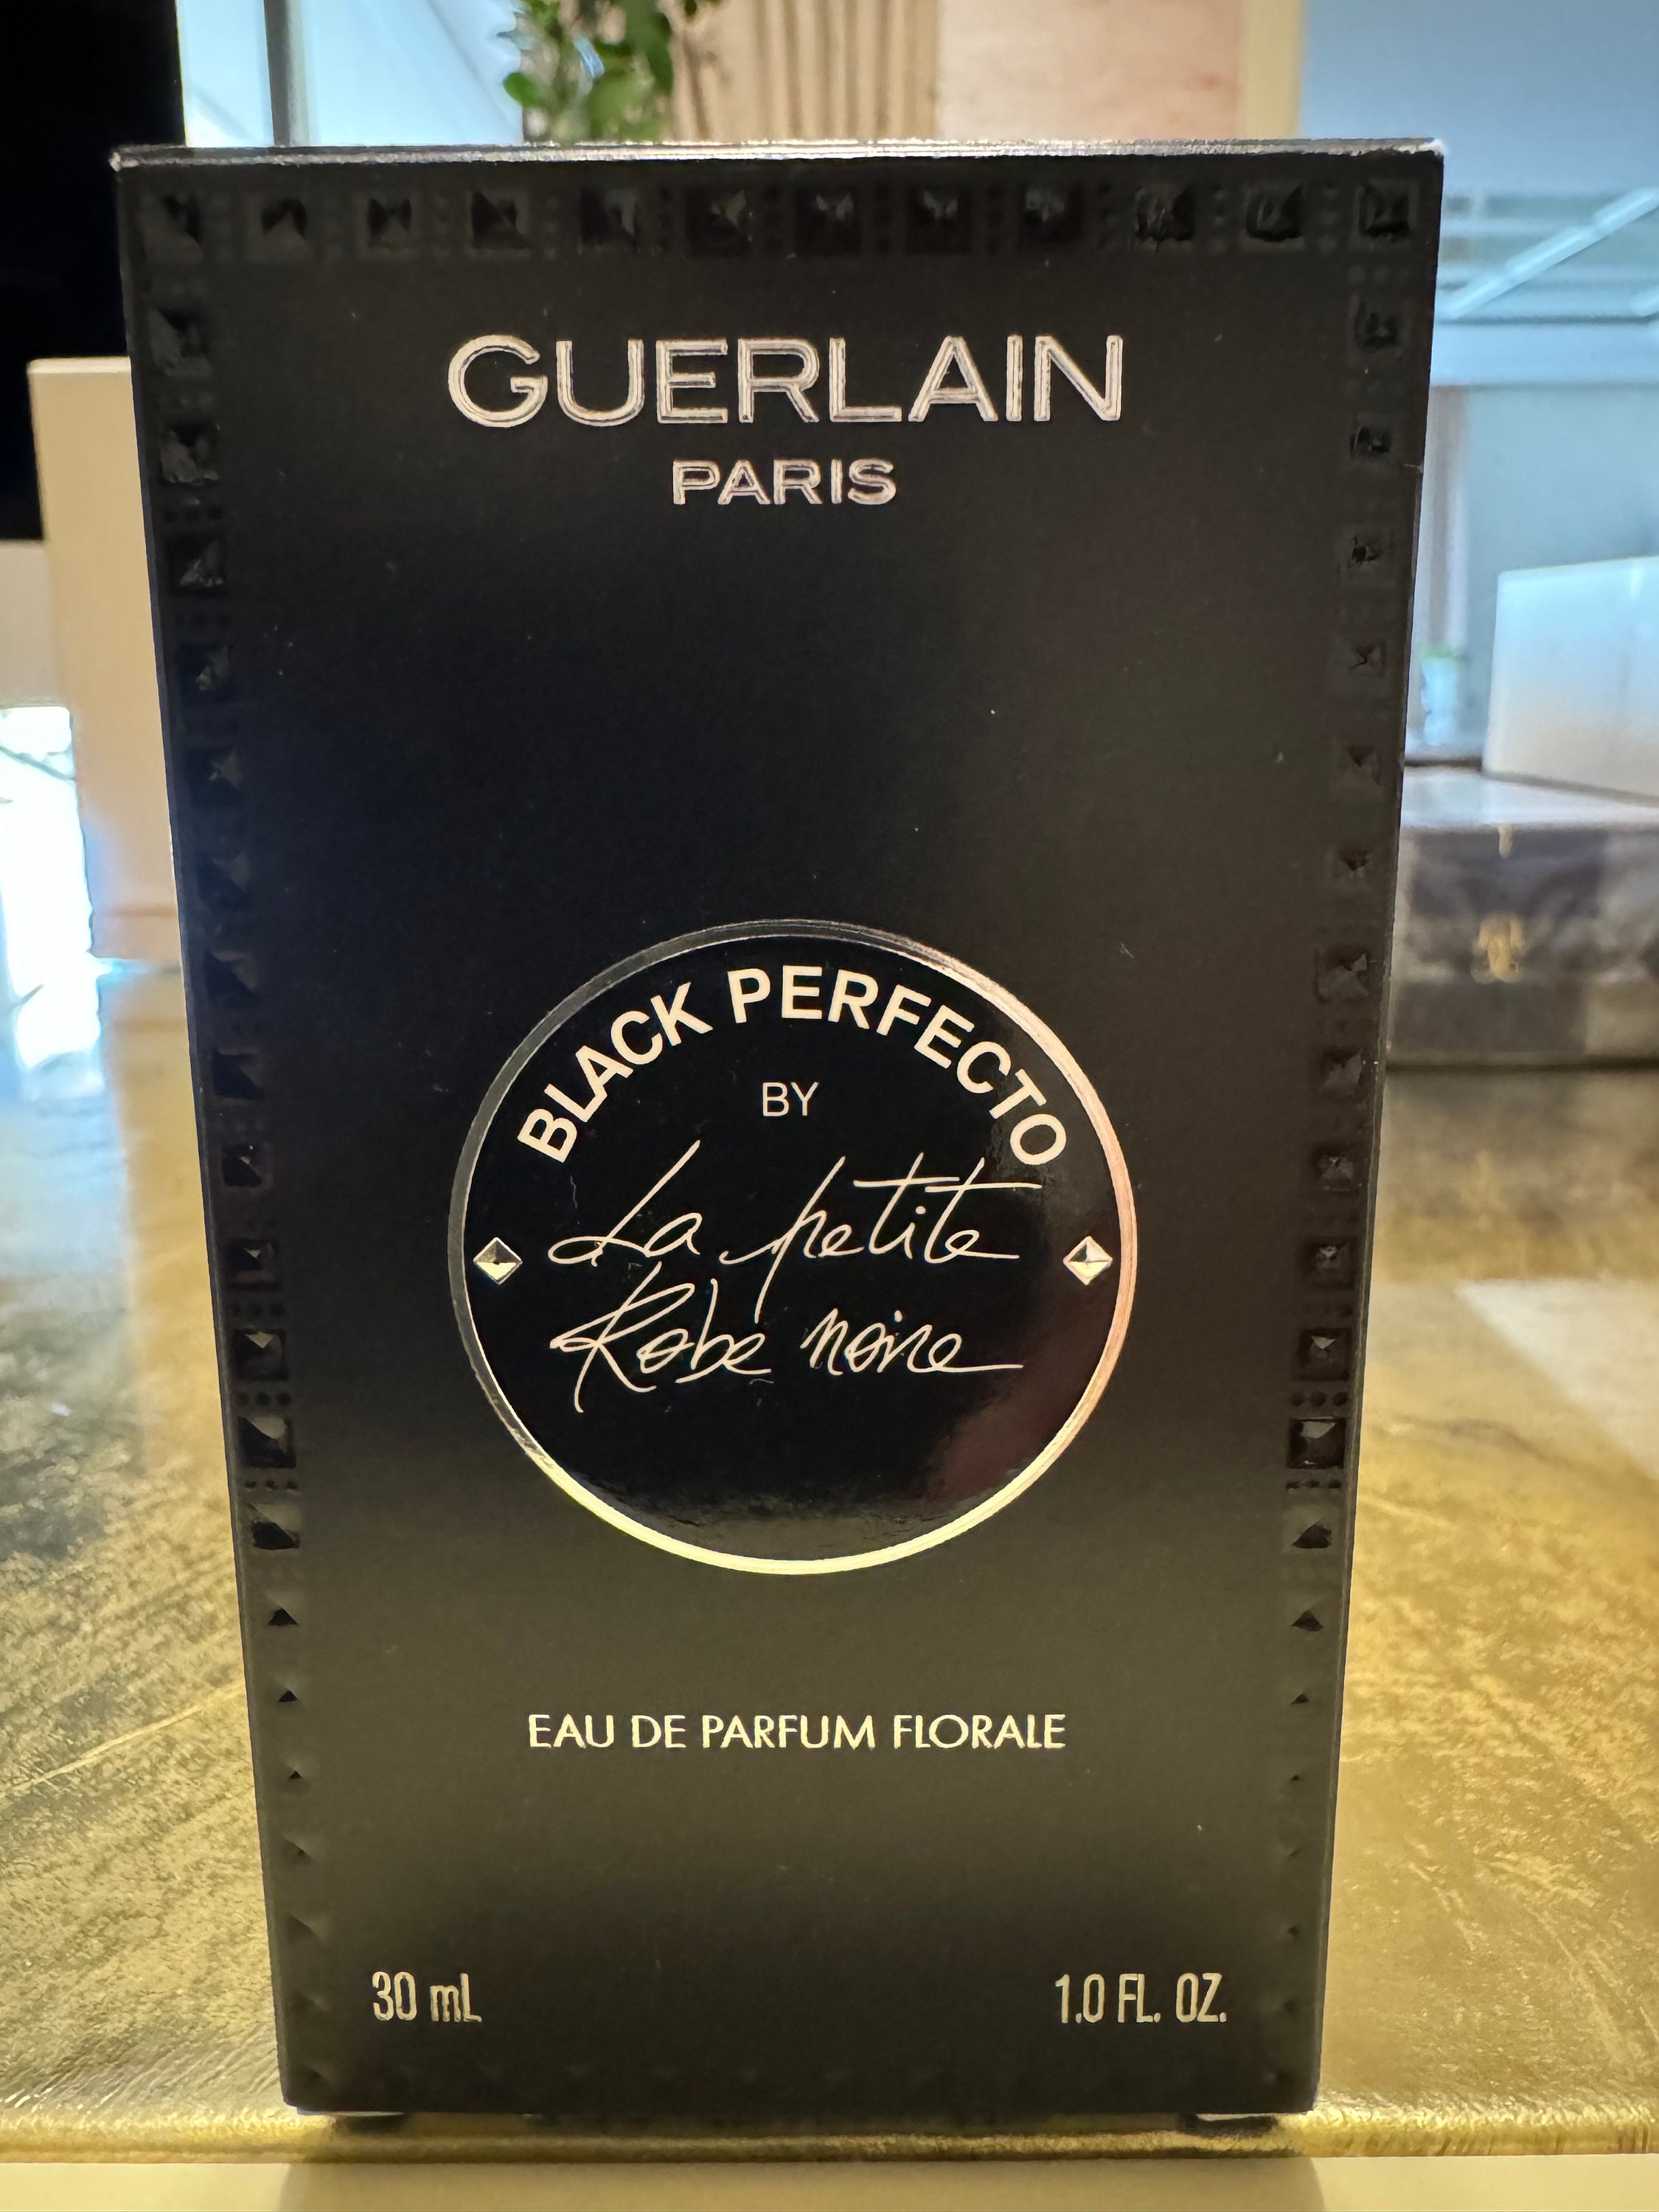 GUERLAIN
PARIS
BLACK PERFECTO
BY
La petite
Robe noire
EAU DE PARFUM FLORALE
30 mL
1.0 FL. OZ.